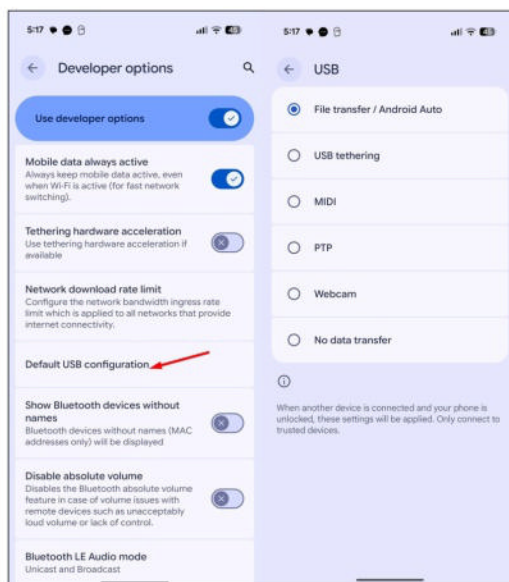 5:17
43
Developer options
Use developer options
Mobile data always active
Always keep mobile data active, even
when Wi-Fi is active (for fast network
switching).
Tethering hardware acceleration
Use tethering hardware acceleration if
available
Network download rate limit
Configure the network bandwidth ingress rate
limit which is applied to all networks that provide
internet connectivity.
Default USB configuration
Show Bluetooth devices without
names
Bluetooth devices without names (MAC
addresses only) will be displayed
Disable absolute volume
Disables the Bluetooth absolute volume
feature in case of volume issues with
remote devices such as unacceptably
loud volume or lack of control.
Bluetooth LE Audio mode
Unicast and Broadcast
5:17
USB
File transfer / Android Auto
USB tethering
MIDI
PTP
Webcam
No data transfer
When another device is connected and your phone is
unlocked, these settings will be applied. Only connect to
trusted devices.